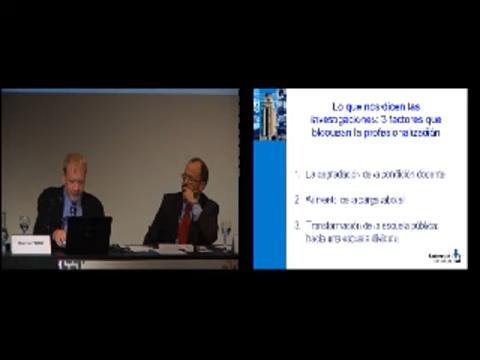 Lo que nos dicen las
investigaciones: 3 factores que
bloquean la profesionalización
1. La degradación de la condición docente
2. Aumento de la carga laboral
3. Transformación de la escuela pública:
hacia una escuela